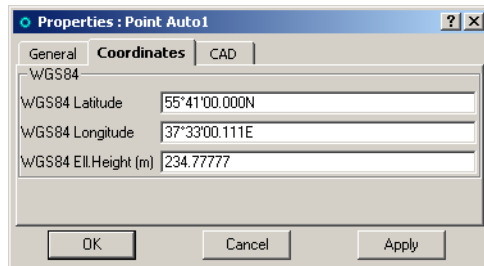 Properties : Point Auto1
General Coordinates CAD
WGS84
WGS84 Latitude 55°41'00.000N
WGS84 Longitude 37°33'00.111E
WGS84 Ell.Height (m) 234.77777
OK Cancel Apply